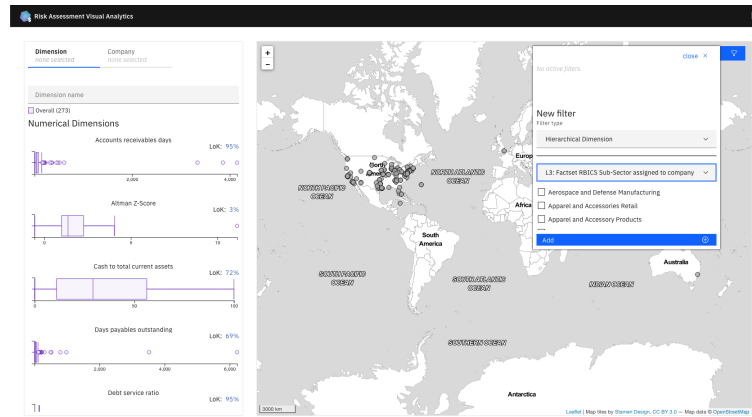 Risk Assessment Visual Analytics
Dimension
none selected
Company
none selected
Dimension name
Overall (273)
Numerical Dimensions
Accounts receivables days
LoK: 95%
2,000
4,000
Altman Z-Score
LoK: 3%
0
5
10
Cash to total current assets
LoK: 72%
0
50
100
Days payables outstanding
LoK: 69%
2,000
4,000
6,000
Debt service ratio
LoK: 95%
+
−
North
NORTH PACIFIC
OCEAN
NORTH ATLANTIC
OCEAN
Europ
Africa
South
America
SOUTH PACIFIC
OCEAN
SOUTH ATLANTIC
OCEAN
INDIAN OCEAN
Australia
SOUTHERN OCEAN
Antarctica
3000 km
Leaflet | Map tiles by Stamen Design, CC BY 3.0 — Map data © OpenStreetMap
close ×
No active filters.
New filter
Filter type
Hierarchical Dimension
L3: Factset RBICS Sub-Sector assigned to company
Aerospace and Defense Manufacturing
Apparel and Accessories Retail
Apparel and Accessory Products
Add